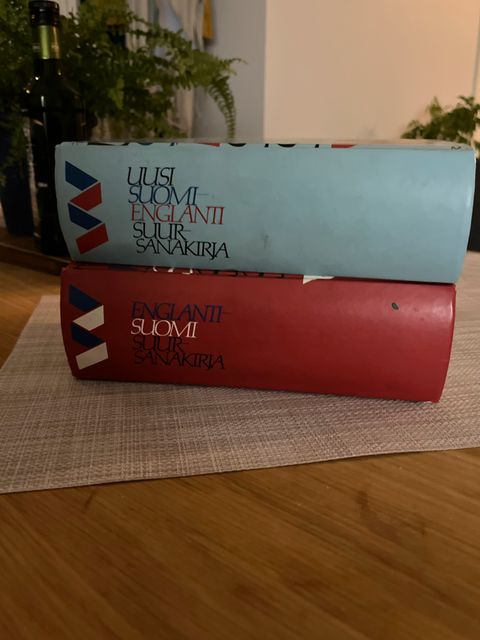 UUSI
SUOMI–
ENGLANTI
SUUR–
SANAKIRJA
ENGLANTI–
SUOMI
SUUR–
SANAKIRJA